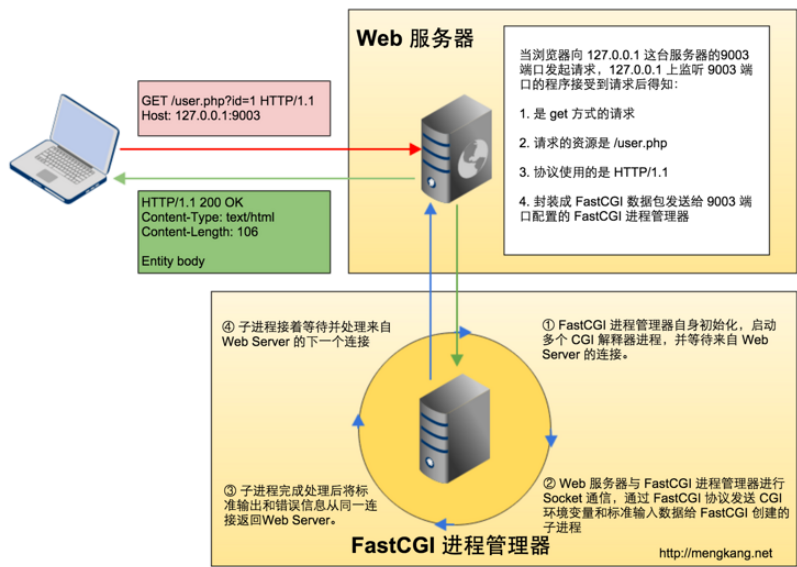 Web 服务器
GET /user.php?id=1 HTTP/1.1
Host: 127.0.0.1:9003
HTTP/1.1 200 OK
Content-Type: text/html
Content-Length: 106
Entity body
当浏览器向 127.0.0.1 这台服务器的9003
端口发起请求，127.0.0.1 上监听 9003 端
口的程序接受到请求后得知：
1. 是 get 方式的请求
2. 请求的资源是 /user.php
3. 协议使用的是 HTTP/1.1
4. 封装成 FastCGI 数据包发送给 9003 端
口配置的 FastCGI 进程管理器
① FastCGI 进程管理器自身初始化，启动
多个 CGI 解释器进程，并等待来自 Web
Server 的连接。
② Web 服务器与 FastCGI 进程管理器进行
Socket 通信，通过 FastCGI 协议发送 CGI
环境变量和标准输入数据给 FastCGI 创建的
子进程
③ 子进程完成处理后将标
准输出和错误信息从同一连
接返回Web Server。
④ 子进程接着等待并处理来自
Web Server 的下一个连接
FastCGI 进程管理器
http://mengkang.net